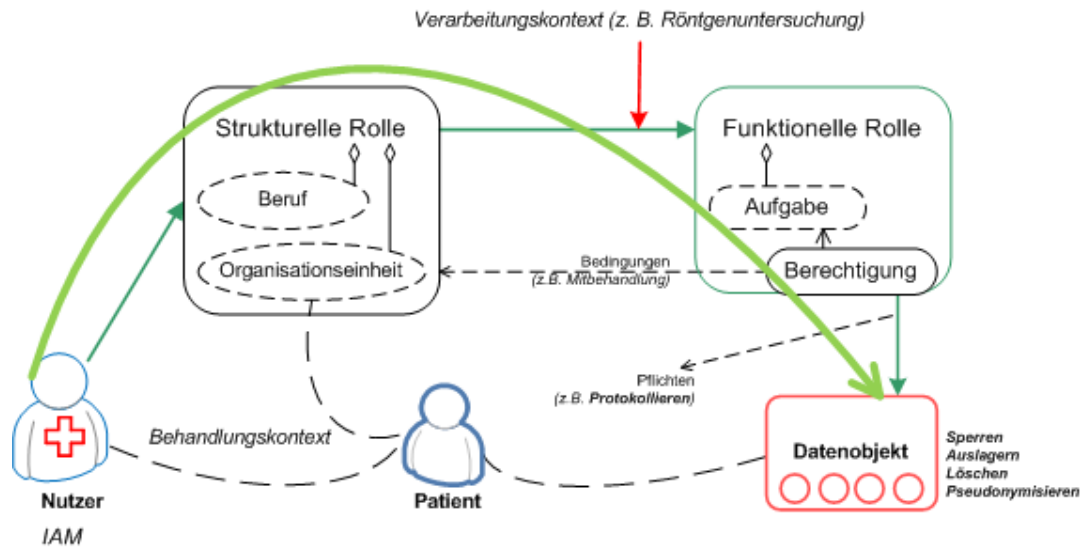 Verarbeitungskontext (z. B. Röntgenuntersuchung)
Strukturelle Rolle
Funktionelle Rolle
Beruf
Aufgabe
Organisationseinheit
Bedingungen
(z.B. Mitbehandlung)
Berechtigung
Pflichten
(z.B. Protokollieren)
Behandlungskontext
Datenobjekt
Sperren
Auslagern
Löschen
Pseudonymisieren
Nutzer
Patient
IAM